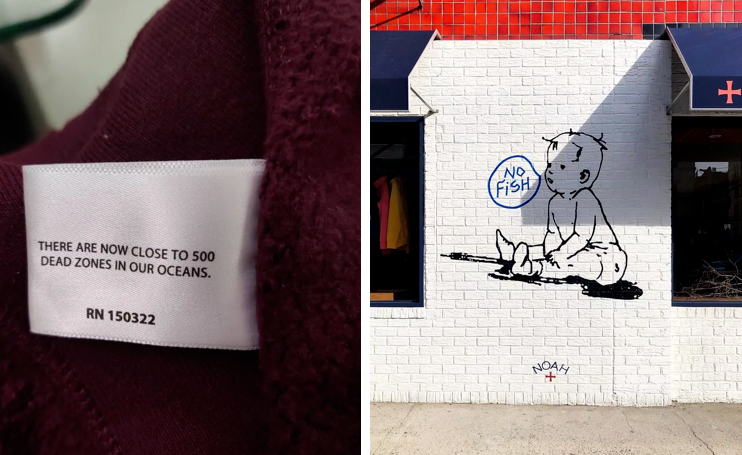 THERE ARE NOW CLOSE TO 500
DEAD ZONES IN OUR OCEANS.
RN 150322
NO
FiSH
NOAH